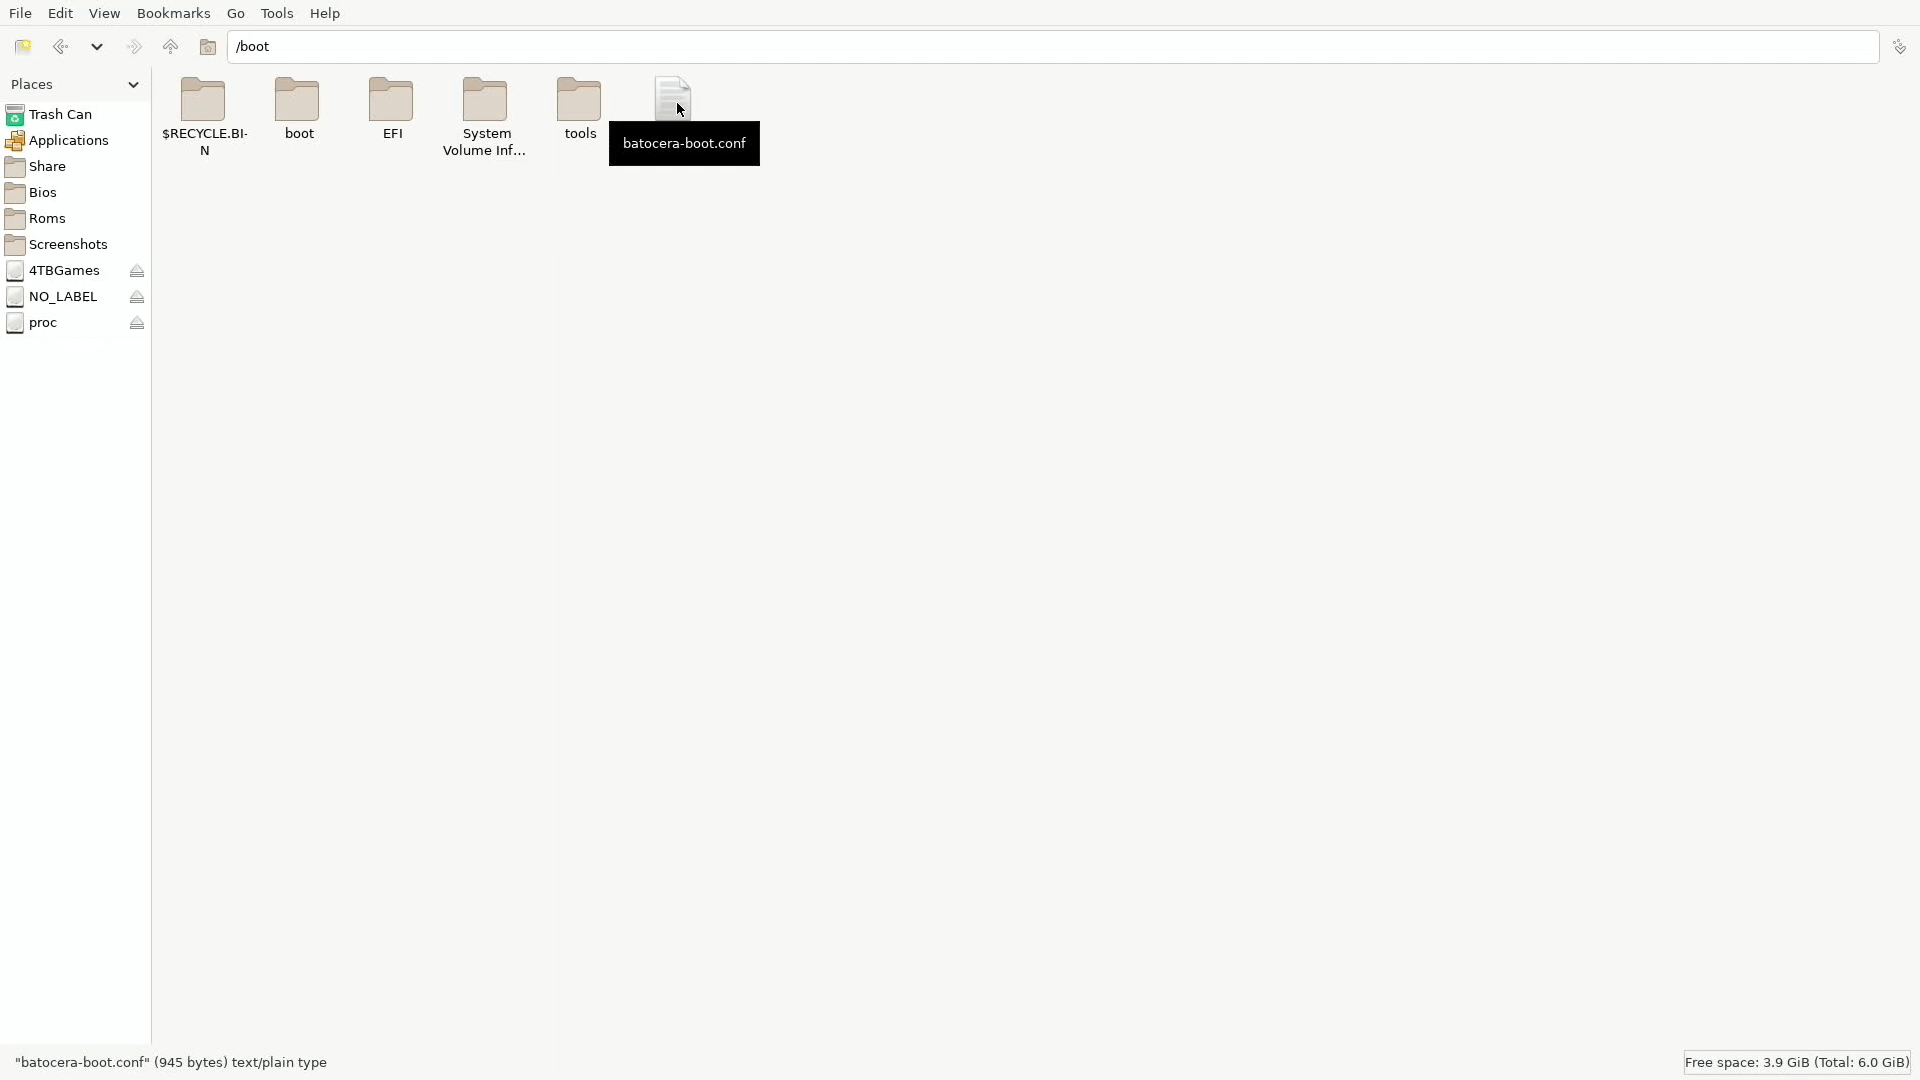 File Edit View Bookmarks Go Tools Help
/boot
Places
Trash Can
Applications
Share
Bios
Roms
Screenshots
4TBGames
NO_LABEL
proc
$RECYCLE.BI-
N
boot
EFI
System
Volume Inf...
tools
batocera-boot.conf
"batocera-boot.conf" (945 bytes) text/plain type
Free space: 3.9 GiB (Total: 6.0 GiB)